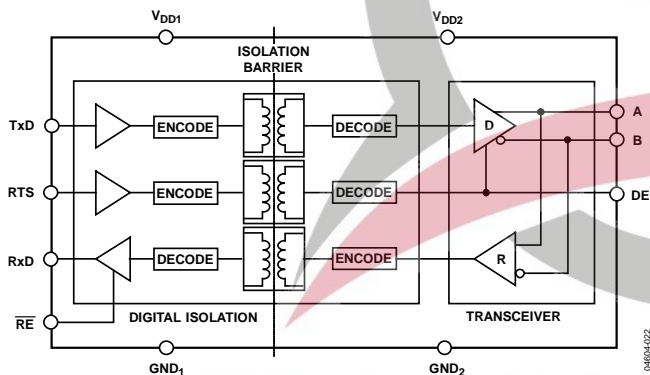 VDD1
VDD2
ISOLATION
BARRIER
TxD
ENCODE
DECODE
D
A
B
RTS
ENCODE
DECODE
DE
RxD
DECODE
ENCODE
R
RE
DIGITAL ISOLATION
TRANSCEIVER
GND1
GND2
04604-022